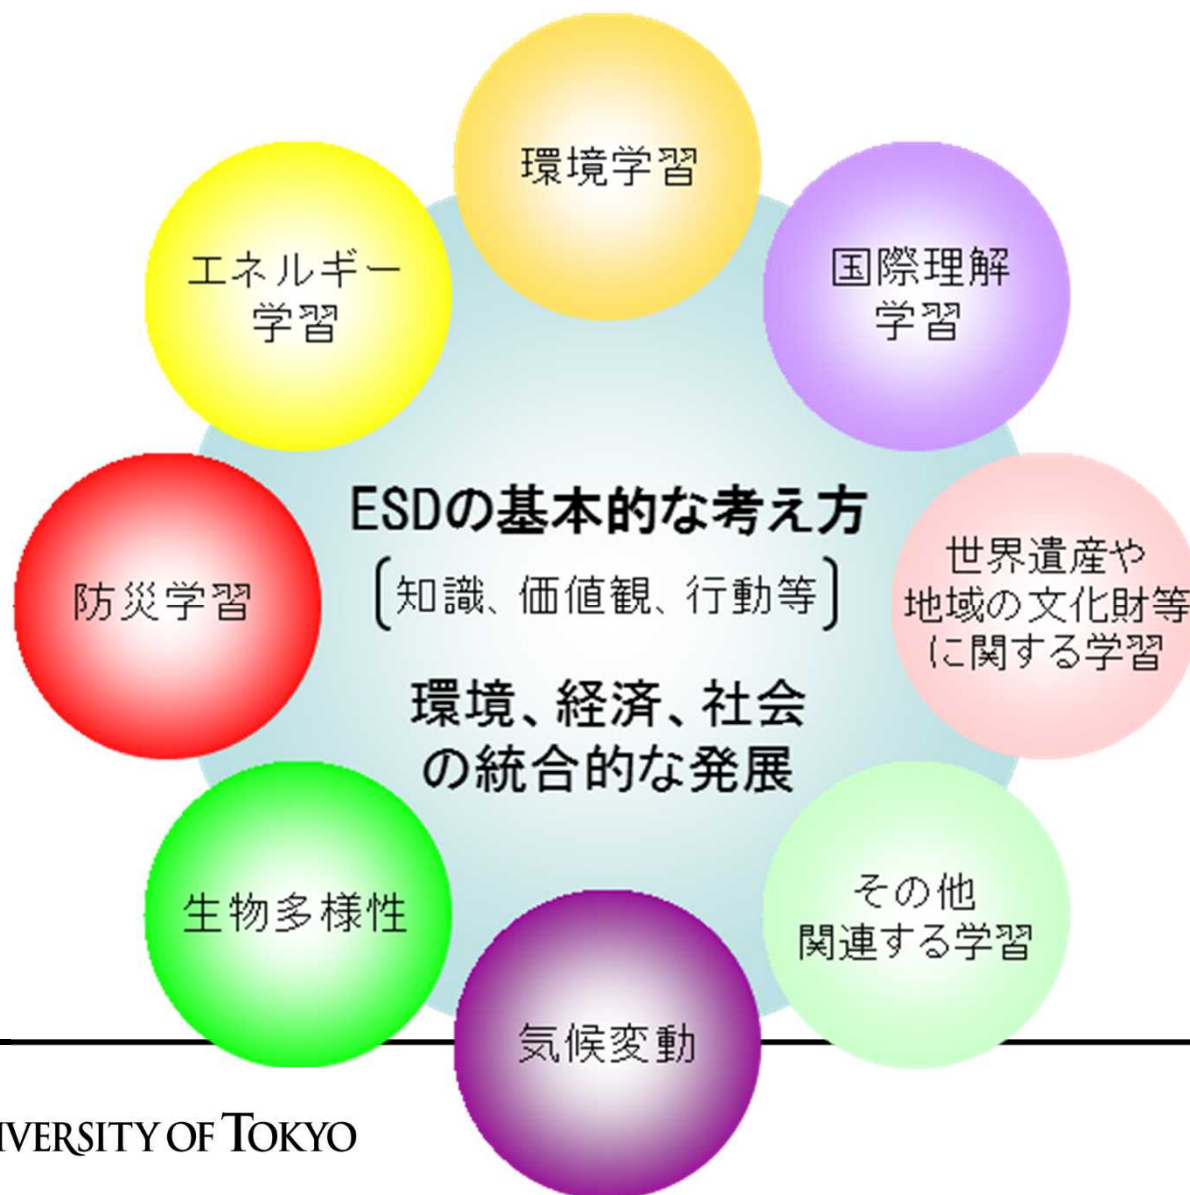 環境学習
エネルギー
学習
国際理解
学習
ESDの基本的な考え方
知識、価値観、行動等
環境、経済、社会
の統合的な発展
防災学習
世界遺産や
地域の文化財等
に関する学習
生物多様性
その他
関連する学習
気候変動
OF TOKYO